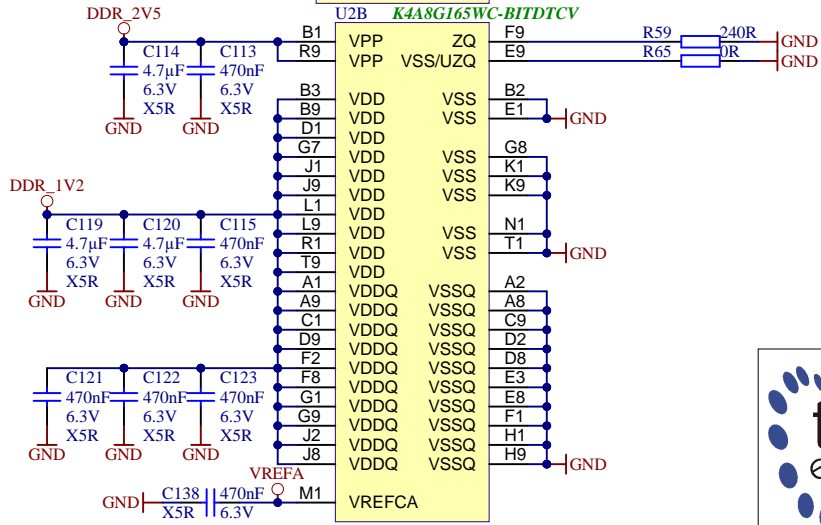 DDR_2V5
U2B K4A8G165WC-BITDTCV
C114 C113
4.7µF 470nF
6.3V 6.3V
X5R X5R
GND GND
B1 VPP ZQ F9 R59 240R GND
R9 VPP VSS/UZQ E9 R65 0R GND
B3 VDD VSS B2
B9 VDD VSS E1 GND
D1 VDD
G7 VDD VSS G8
J1 VDD VSS K1
J9 VDD VSS K9
DDR_1V2
L1 VDD
L9 VDD VSS N1
R1 VDD VSS T1 GND
T9 VDD
C119 C120 C115
4.7µF 4.7µF 470nF
6.3V 6.3V 6.3V
X5R X5R X5R
GND GND GND
A1 VDDQ VSSQ A2
A9 VDDQ VSSQ A8
C1 VDDQ VSSQ C9
D9 VDDQ VSSQ D2
F2 VDDQ VSSQ D8
F8 VDDQ VSSQ E3
G1 VDDQ VSSQ E8
G9 VDDQ VSSQ F1
J2 VDDQ VSSQ H1
J8 VDDQ VSSQ H9 GND
C121 C122 C123
470nF 470nF 470nF
6.3V 6.3V 6.3V
X5R X5R X5R
GND GND GND
VREFA
GND C138 470nF M1 VREFCA
X5R 6.3V